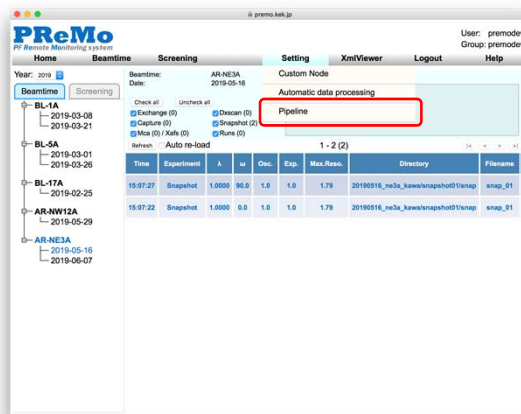 premo.kek.jp
PReMo
PF Remote Monitoring system
User: premodev
Group: premodev
Home Beamtime Screening Setting XmlViewer Logout Help
Year: 2019
Beamtime Screening
BL-1A
2019-03-08
2019-03-21
BL-5A
2019-03-01
2019-03-26
BL-17A
2019-02-25
AR-NW12A
2019-05-29
AR-NE3A
2019-05-16
2019-06-07
Beamtime: AR-NE3A
Date: 2019-05-16
Check all Uncheck all
Exchange (0) Dxscan (0)
Capture (0) Snapshot (2)
Mca (0) / Xafs (0) Runs (0)
Custom Node
Automatic data processing
Pipeline
Refresh Auto re-load 1 - 2 (2)
Time Experiment λ ω Osc. Exp. Max.Reso. Directory Filename
15:07:27 Snapshot 1.0000 90.0 1.0 1.0 1.79 20190516_ne3a_kawa/snapshot01/snap snap_01
15:07:22 Snapshot 1.0000 0.0 1.0 1.0 1.79 20190516_ne3a_kawa/snapshot01/snap snap_01